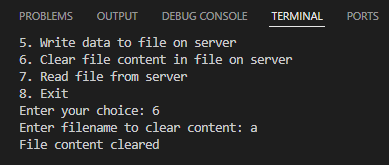 PROBLEMS OUTPUT DEBUG CONSOLE TERMINAL PORTS
5. Write data to file on server
6. Clear file content in file on server
7. Read file from server
8. Exit
Enter your choice: 6
Enter filename to clear content: a
File content cleared